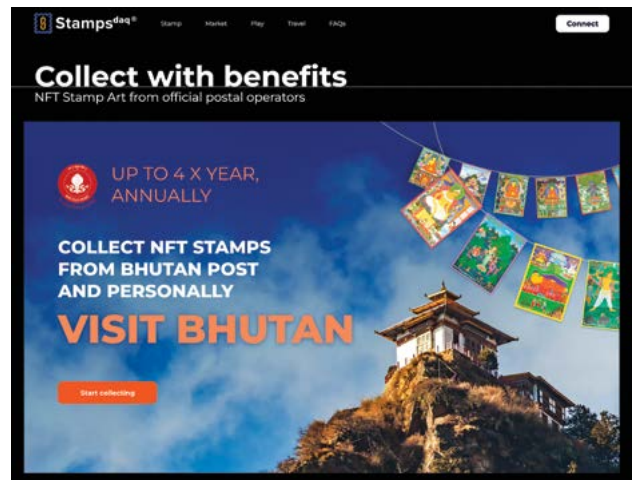 Stampsdaq®
Stamp Market Play Travel FAQs
Connect
Collect with benefits
NFT Stamp Art from official postal operators
UP TO 4 X YEAR,
ANNUALLY
COLLECT NFT STAMPS
FROM BHUTAN POST
AND PERSONALLY
VISIT BHUTAN
Start collecting